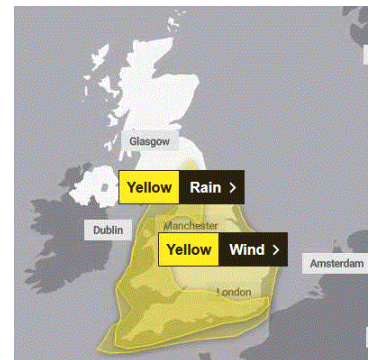 Glasgow
Yellow Rain
Dublin
Manchester
Yellow Wind
Amsterdam
London